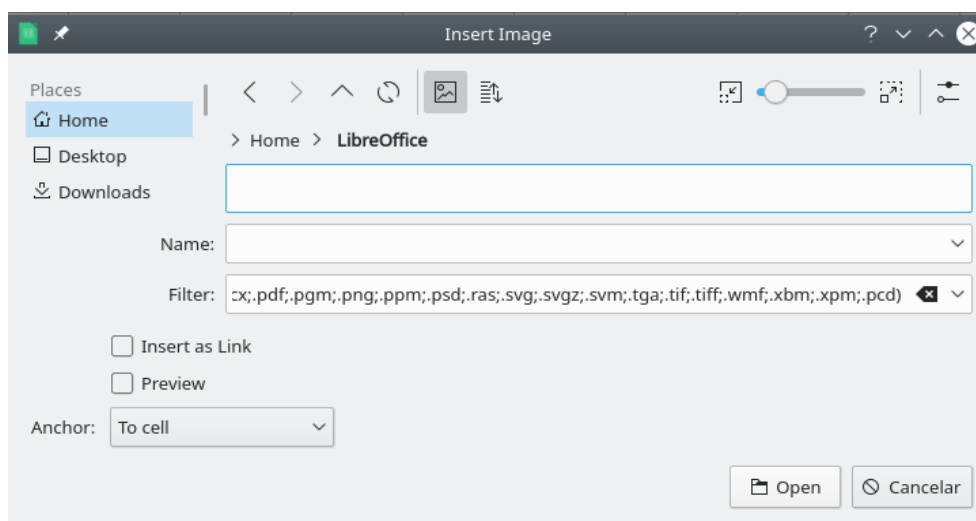 Insert Image
Places
Home
Desktop
Downloads
> Home > LibreOffice
Name:
Filter: cx;.pdf;.pgm;.png;.ppm;.psd;.ras;.svg;.svgz;.svm;.tga;.tif;.tiff;.wmf;.xbm;.xpm;.pcd)
Insert as Link
Preview
Anchor: To cell
Open Cancelar